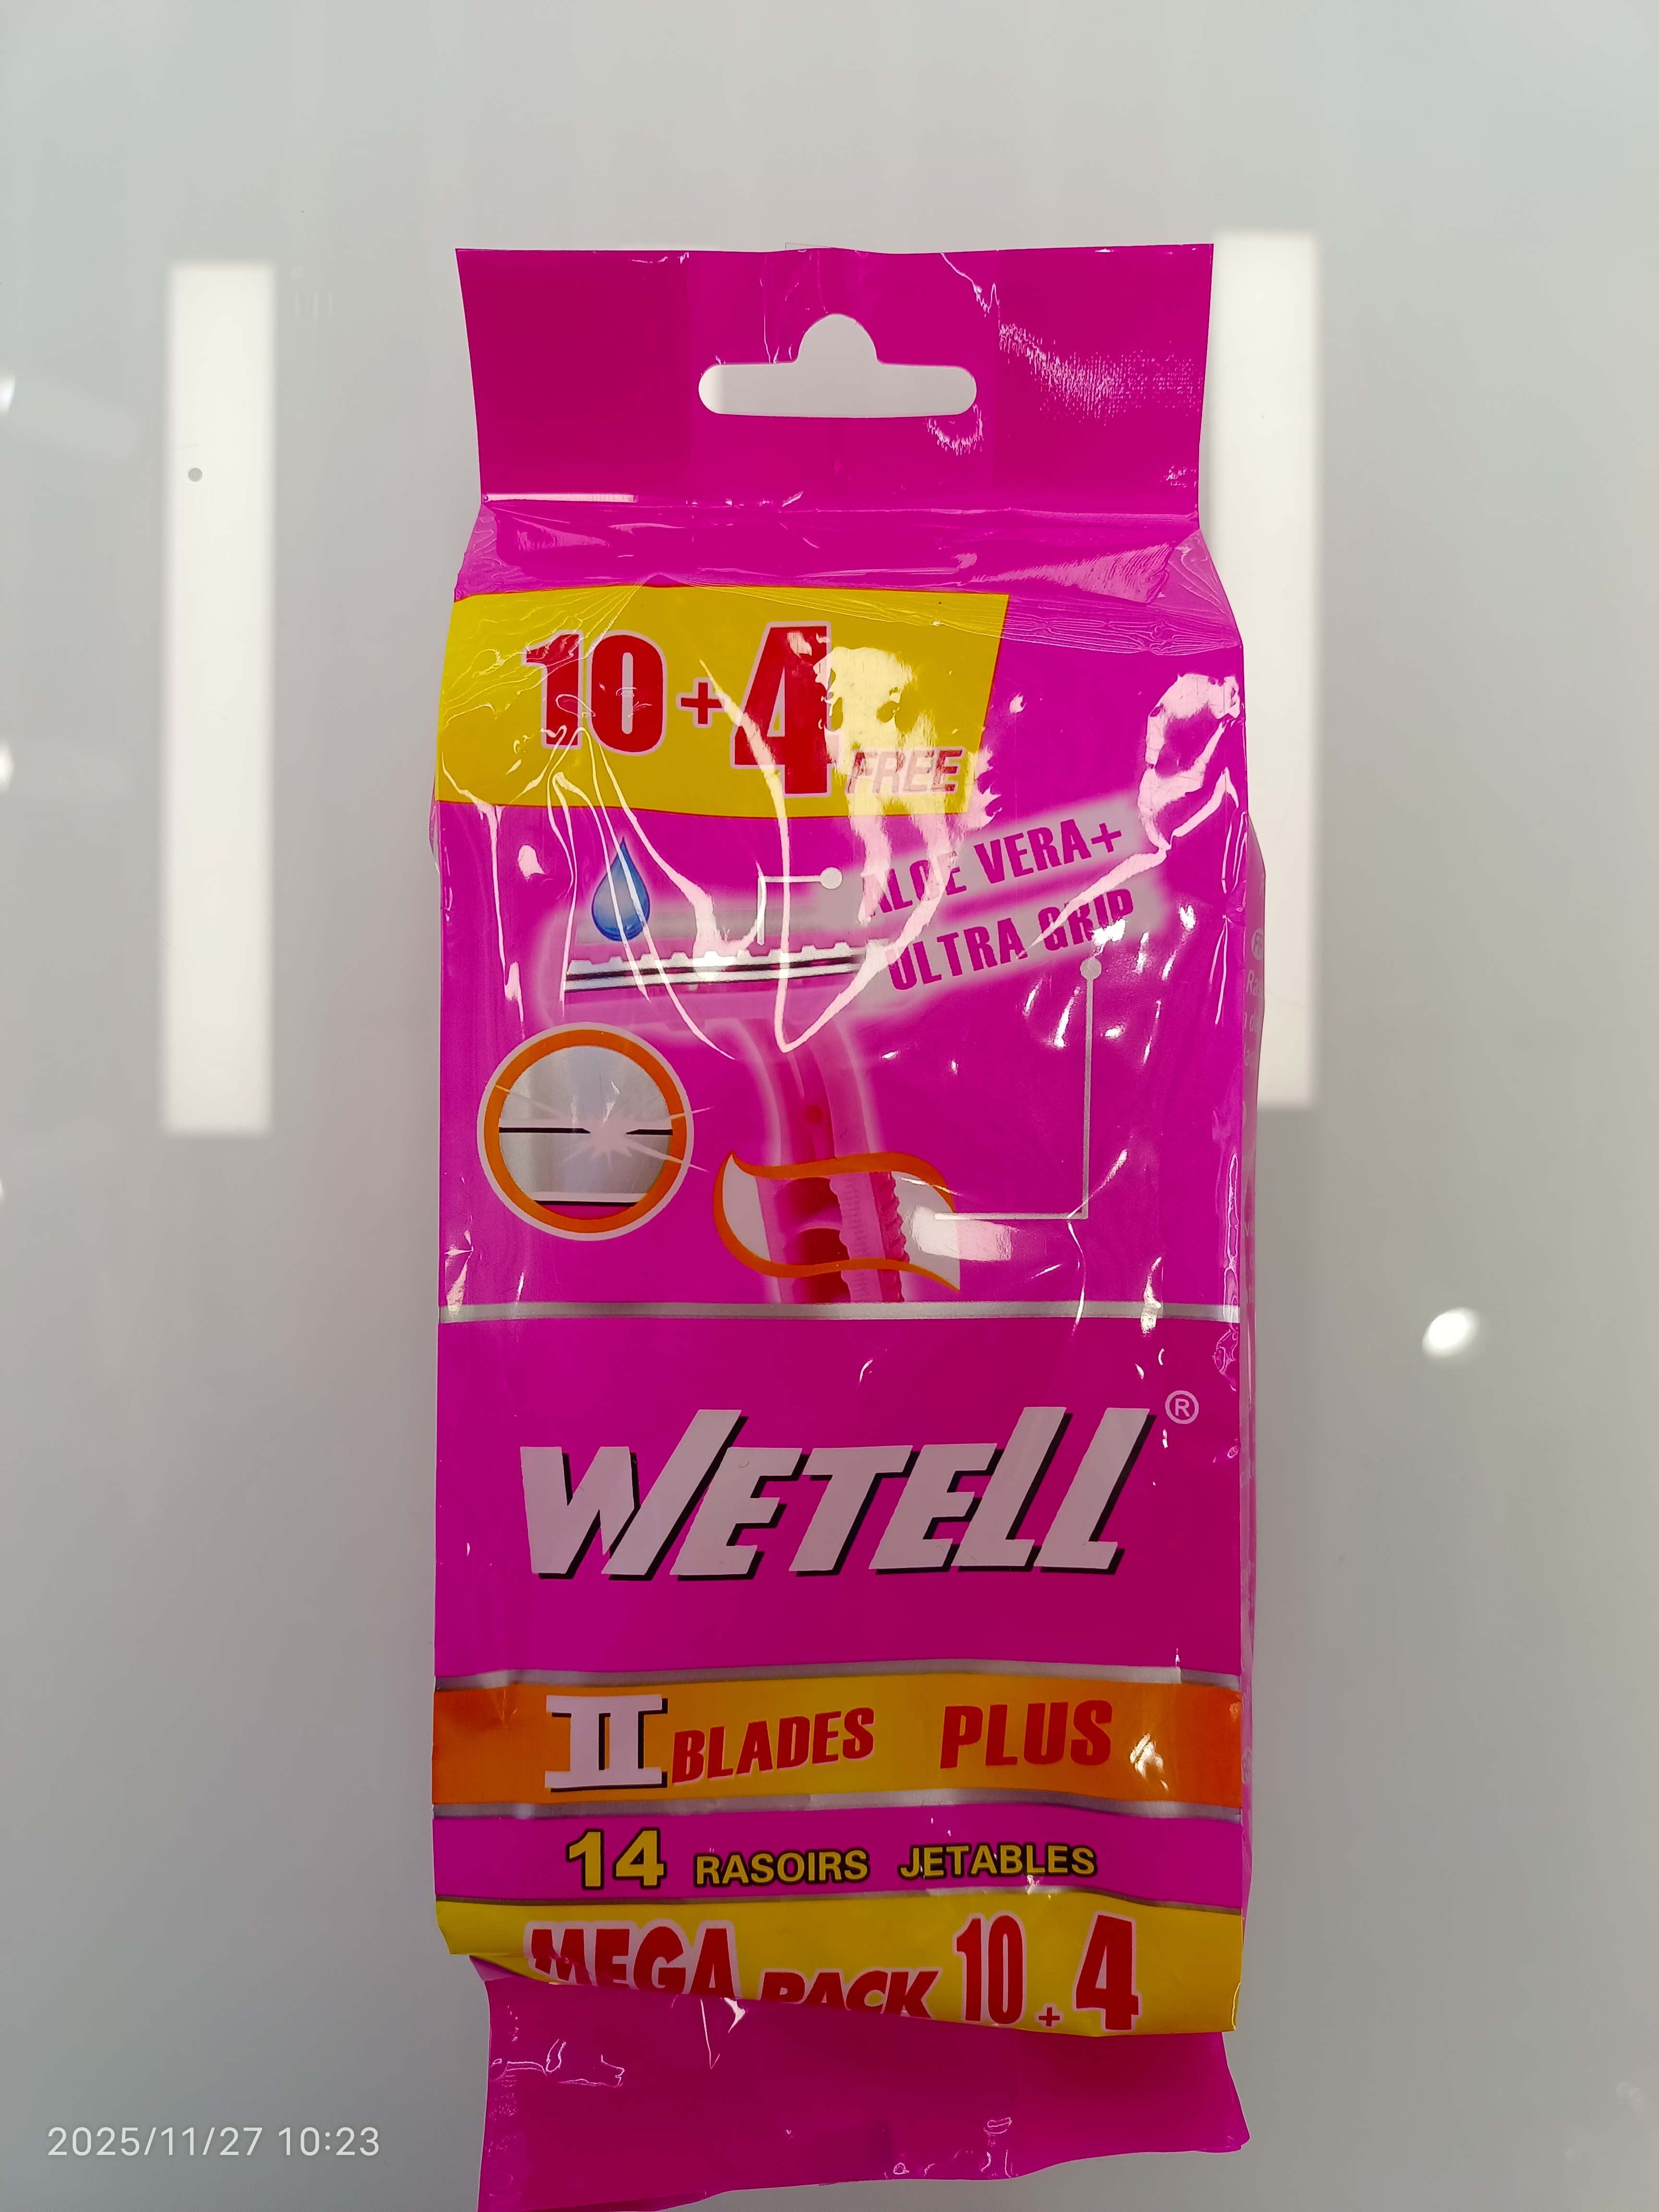 10+4
FREE
ALOE VERA+
ULTRA GRIP
WETELL®
II BLADES PLUS
14 RASOIRS JETABLES
MEGA PACK 10+4
2025/11/27 10:23